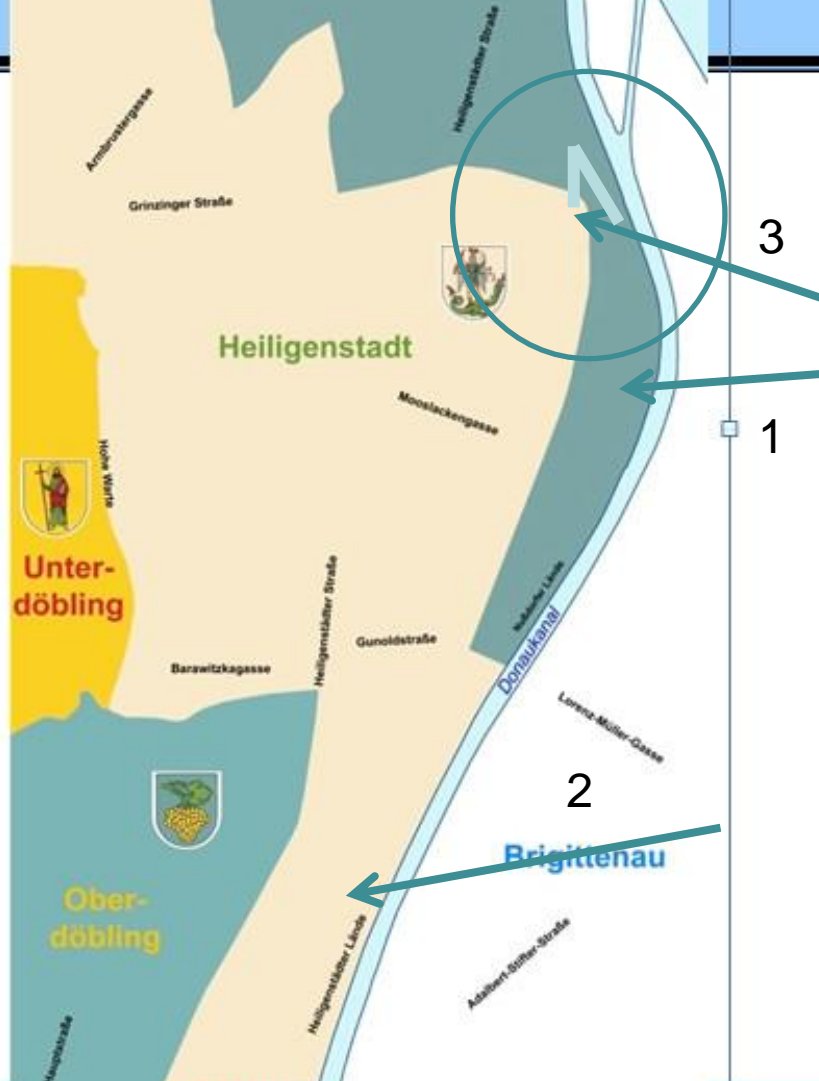 Heiligenstädter Straße
Armbrustergasse
Grinzinger Straße
3
Heiligenstadt
Mooslackengasse
1
Hohe Warte
Unter-
döbling
Nußdorfer Lände
Heiligenstädter Straße
Gunoldstraße
Donaukanal
Barawitzkagasse
Lorenz-Müller-Gasse
2
Brigittenau
Ober-
döbling
Heiligenstädter Lände
Adalbert-Stifter-Straße
Hauptstraße